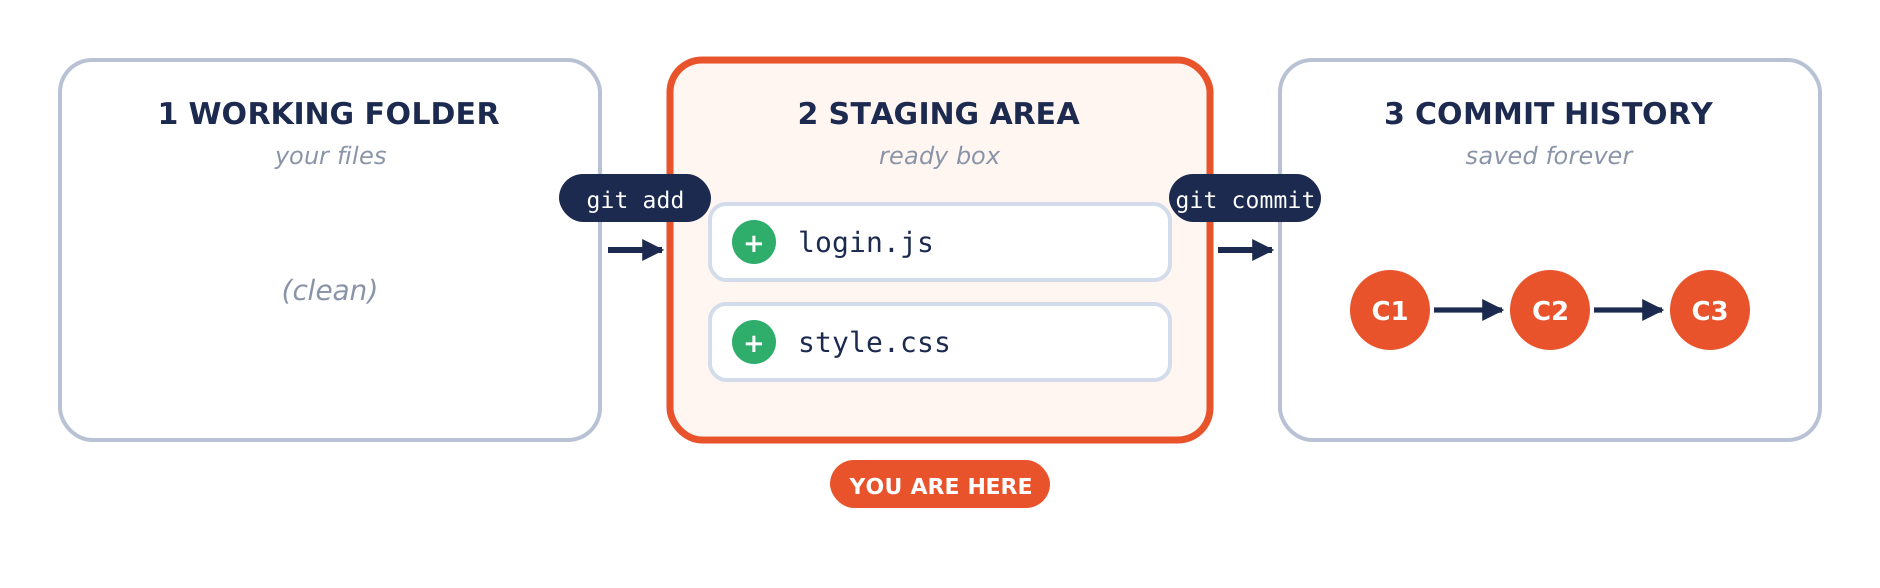 1 WORKING FOLDER
your files
(clean)
git add
2 STAGING AREA
ready box
+ login.js
+ style.css
YOU ARE HERE
git commit
3 COMMIT HISTORY
saved forever
C1
C2
C3